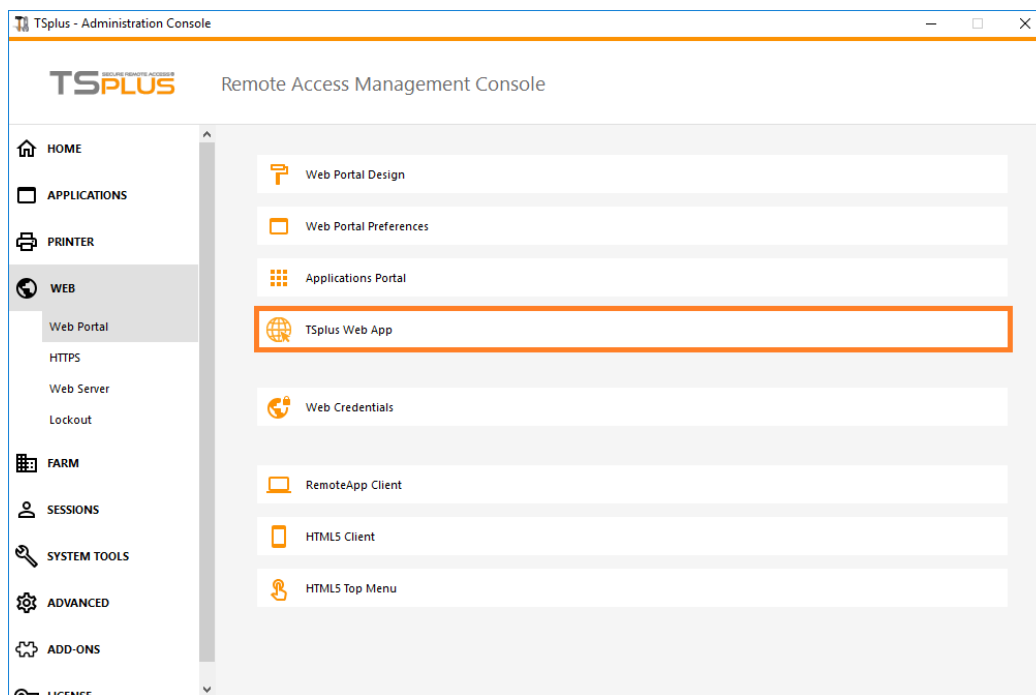 TSplus - Administration Console
TSPLUS
SECURE REMOTE ACCESS
Remote Access Management Console
HOME
APPLICATIONS
PRINTER
WEB
Web Portal
HTTPS
Web Server
Lockout
FARM
SESSIONS
SYSTEM TOOLS
ADVANCED
ADD-ONS
LICENSE
Web Portal Design
Web Portal Preferences
Applications Portal
TSplus Web App
Web Credentials
RemoteApp Client
HTML5 Client
HTML5 Top Menu